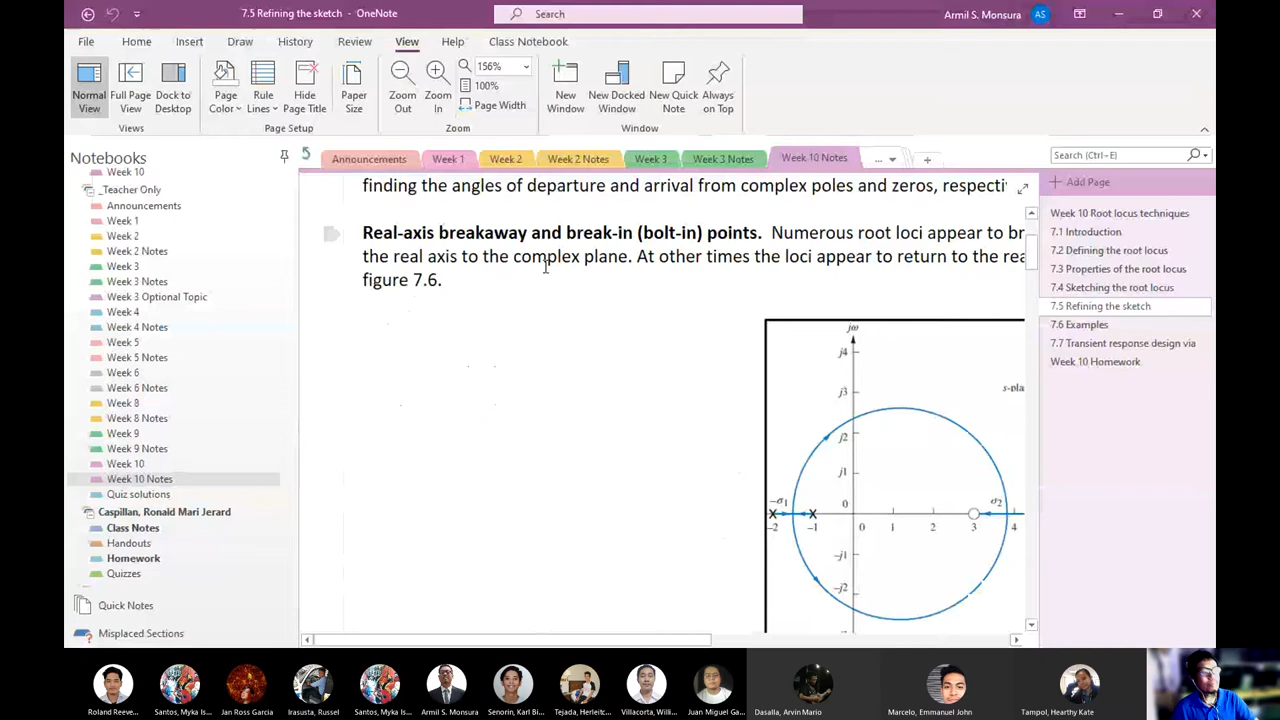 7.5 Refining the sketch - OneNote
Search
Armil S. Monsura
AS
File
Home
Insert
Draw
History
Review
View
Help
Class Notebook
Normal View
Full Page View
Dock to Desktop
Views
Page Color
Rule Lines
Hide Page Title
Paper Size
Page Setup
Zoom Out
Zoom In
156%
100%
Page Width
Zoom
New Window
New Docked Window
New Quick Note
Always on Top
Window
Notebooks
Announcements
Week 1
Week 2
Week 2 Notes
Week 3
Week 3 Notes
Week 10 Notes
...
Search (Ctrl+E)
Week 10
_Teacher Only
Announcements
Week 1
Week 2
Week 2 Notes
Week 3
Week 3 Notes
Week 3 Optional Topic
Week 4
Week 4 Notes
Week 5
Week 5 Notes
Week 6
Week 6 Notes
Week 8
Week 8 Notes
Week 9
Week 9 Notes
Week 10
Week 10 Notes
Quiz solutions
Caspillan, Ronald Mari Jerard
Class Notes
Handouts
Homework
Quizzes
Quick Notes
Misplaced Sections
finding the angles of departure and arrival from complex poles and zeros, respecti
Real-axis breakaway and break-in (bolt-in) points. Numerous root loci appear to br
the real axis to the complex plane. At other times the loci appear to return to the rea
figure 7.6.
jω
j4
j3
s-pla
j2
j1
−σ1
0
σ2
-2
-1
0
1
2
3
4
−j1
−j2
Add Page
Week 10 Root locus techniques
7.1 Introduction
7.2 Defining the root locus
7.3 Properties of the root locus
7.4 Sketching the root locus
7.5 Refining the sketch
7.6 Examples
7.7 Transient response design via
Week 10 Homework
Roland Reeve...
Santos, Myka Is...
Jan Ross Garcia
Irasusta, Russel
Santos, Myka Is...
Armil S. Monsura
Senorin, Karl Bi...
Tejada, Herleitc...
Villacorta, Willi...
Juan Miguel Ga...
Dasalla, Arvin Mario
Marcelo, Emmanuel John
Tampol, Hearthy Kate